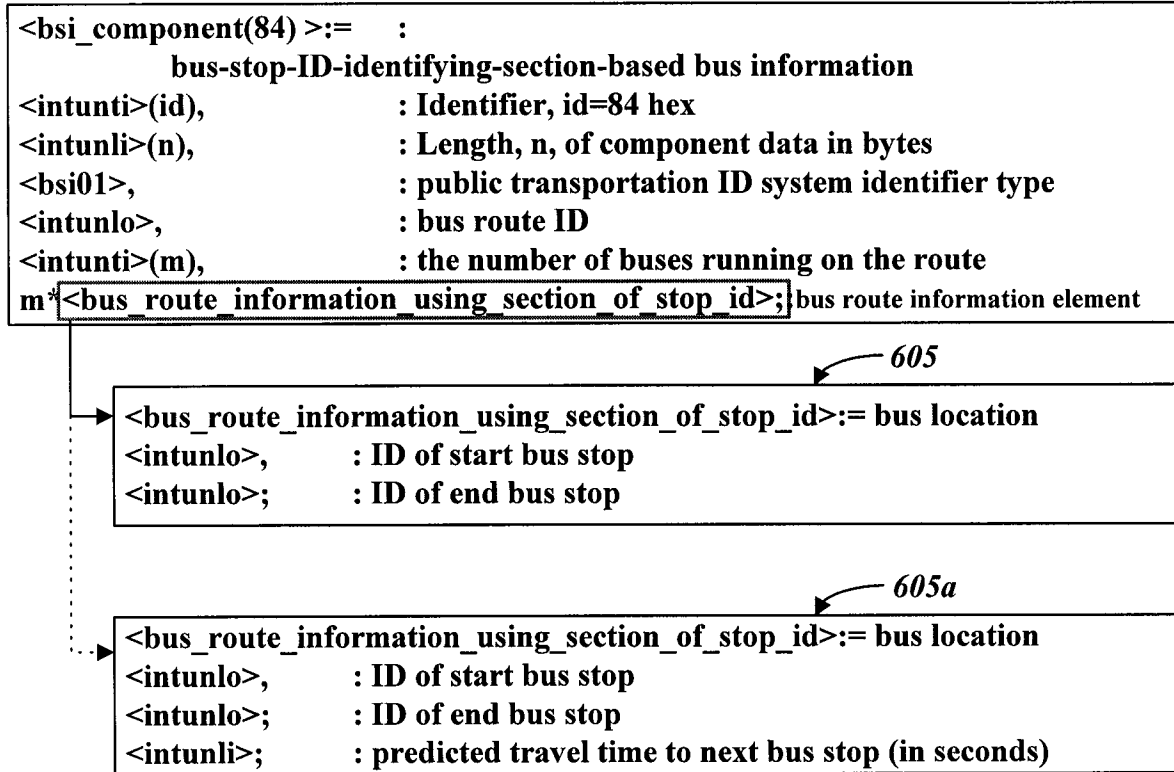 <bsi_component(84) >:= :
bus-stop-ID-identifying-section-based bus information
<intunti>(id), : Identifier, id=84 hex
<intunli>(n), : Length, n, of component data in bytes
<bsi01>, : public transportation ID system identifier type
<intunlo>, : bus route ID
<intunti>(m), : the number of buses running on the route
m*<bus_route_information_using_section_of_stop_id>;:bus route information element
605
<bus_route_information_using_section_of_stop_id>:= bus location
<intunlo>, : ID of start bus stop
<intunlo>; : ID of end bus stop
605a
<bus_route_information_using_section_of_stop_id>:= bus location
<intunlo>, : ID of start bus stop
<intunlo>; : ID of end bus stop
<intunli>; : predicted travel time to next bus stop (in seconds)